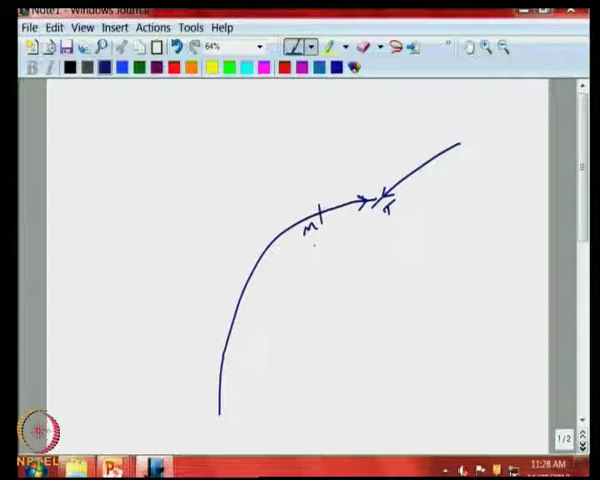 Note1 - Windows Journal
File Edit View Insert Actions Tools Help
64%
B I
M
T
1/2
NPTEL
11:28 AM